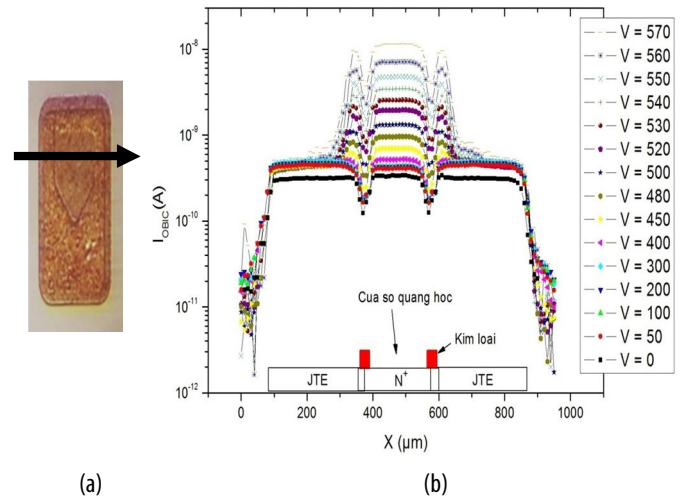 V = 570
V = 560
V = 550
V = 540
V = 530
V = 520
V = 500
V = 480
V = 450
V = 400
V = 300
V = 200
V = 100
V = 50
V = 0
I_OBIC(A)
10⁻⁸
10⁻⁹
10⁻¹⁰
10⁻¹¹
10⁻¹²
Cua so quang hoc
Kim loai
JTE N⁺ JTE
0 200 400 600 800 1000
X (µm)
(a) (b)